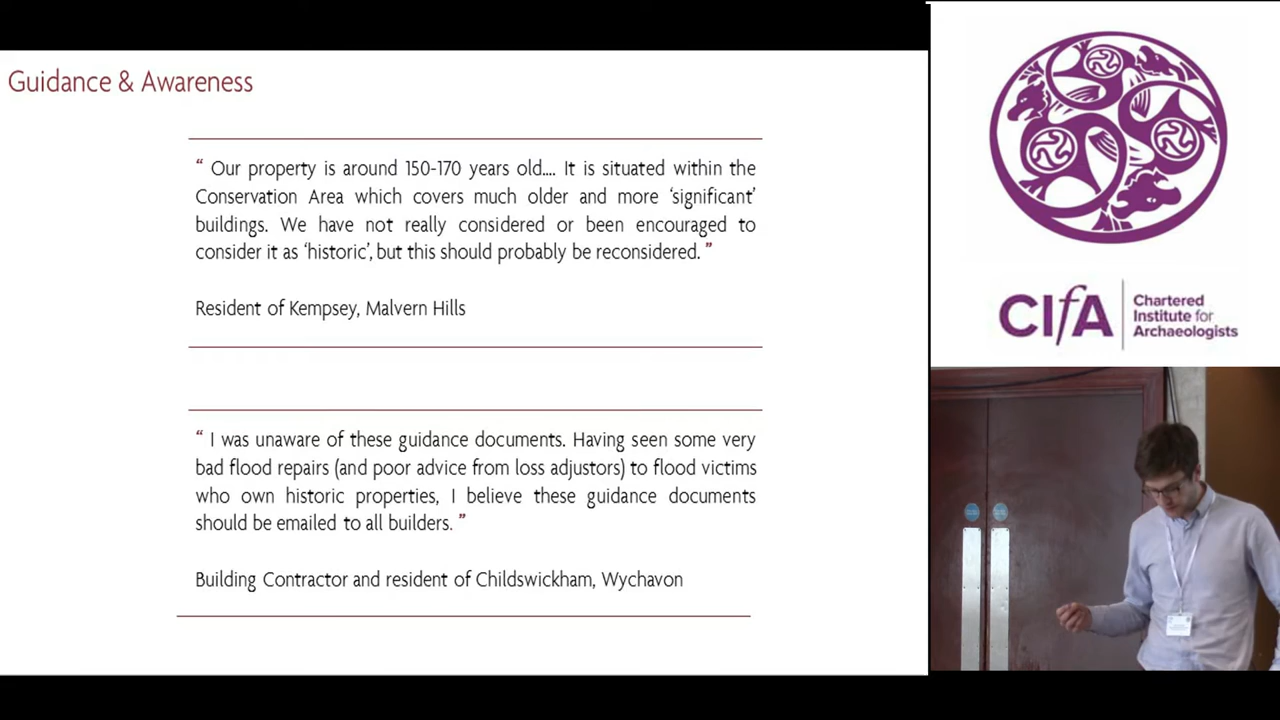 Guidance & Awareness
“ Our property is around 150-170 years old.... It is situated within the
Conservation Area which covers much older and more ‘significant’
buildings. We have not really considered or been encouraged to
consider it as ‘historic’, but this should probably be reconsidered. ”
Resident of Kempsey, Malvern Hills
“ I was unaware of these guidance documents. Having seen some very
bad flood repairs (and poor advice from loss adjustors) to flood victims
who own historic properties, I believe these guidance documents
should be emailed to all builders. ”
Building Contractor and resident of Childswickham, Wychavon
CIfA
Chartered
Institute for
Archaeologists